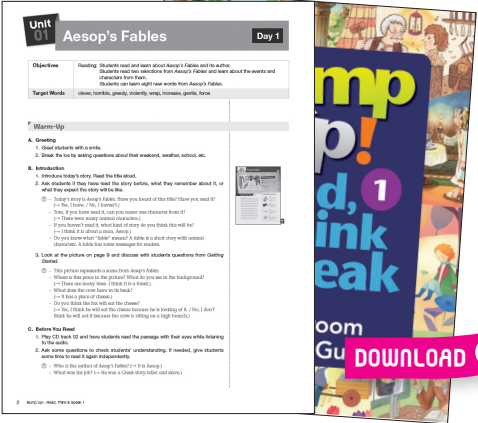 Unit
01
Aesop's Fables
Day 1
Objectives
Reading: Students read and learn about Aesop's Fables and its author.
Students read two selections from Aesop's Fables and learn about the events and
characters from them.
Students can learn eight new words from Aesop's Fables.
Target Words
clever, horrible, greedy, violently, wrap, increase, gentle, force
Warm-Up
A. Greeting
1. Greet students with a smile.
2. Break the ice by asking questions about their weekend, weather, school, etc.
B. Introduction
1. Introduce today's story. Read the title aloud.
2. Ask students if they have read the story before, what they remember about it, or
what they expect the story will be like.
T - Today's story is Aesop's Fables. Have you heard of this title? Have you read it?
(→ Yes, I have. / No, I haven't.)
- Tom, if you have read it, can you name one character from it?
(→ There were many animal characters.)
- If you haven't read it, what kind of story do you think this will be?
(→ I think it is about a man, Aesop.)
- Do you know what "fable" means? A fable is a short story with animal
characters. A fable has some messages for readers.
3. Look at the picture on page 9 and discuss with students questions from Getting
Started.
T - This picture represents a scene from Aesop's Fables.
- Where is this place in the picture? What do you see in the background?
(→ There are many trees. I think it is a forest.)
- What does the crow have in its beak?
(→ It has a piece of cheese.)
- Do you think the fox will eat the cheese?
(→ Yes, I think he will eat the cheese because he is looking at it. / No, I don't
think he will eat it because the crow is sitting on a high branch.)
C. Before You Read
1. Play CD track 02 and have students read the passage with their eyes while listening
to the audio.
2. Ask some questions to check students' understanding. If needed, give students
some time to read it again independently.
T - Who is the author of Aesop's Fables? (→ It is Aesop.)
- What was his job? (→ He was a Greek story-teller and slave.)
2 Bump Up! : Read, Think & Speak 1
mp
p!
d, 1
ink
eak
oom
Gu
DOWNLOAD